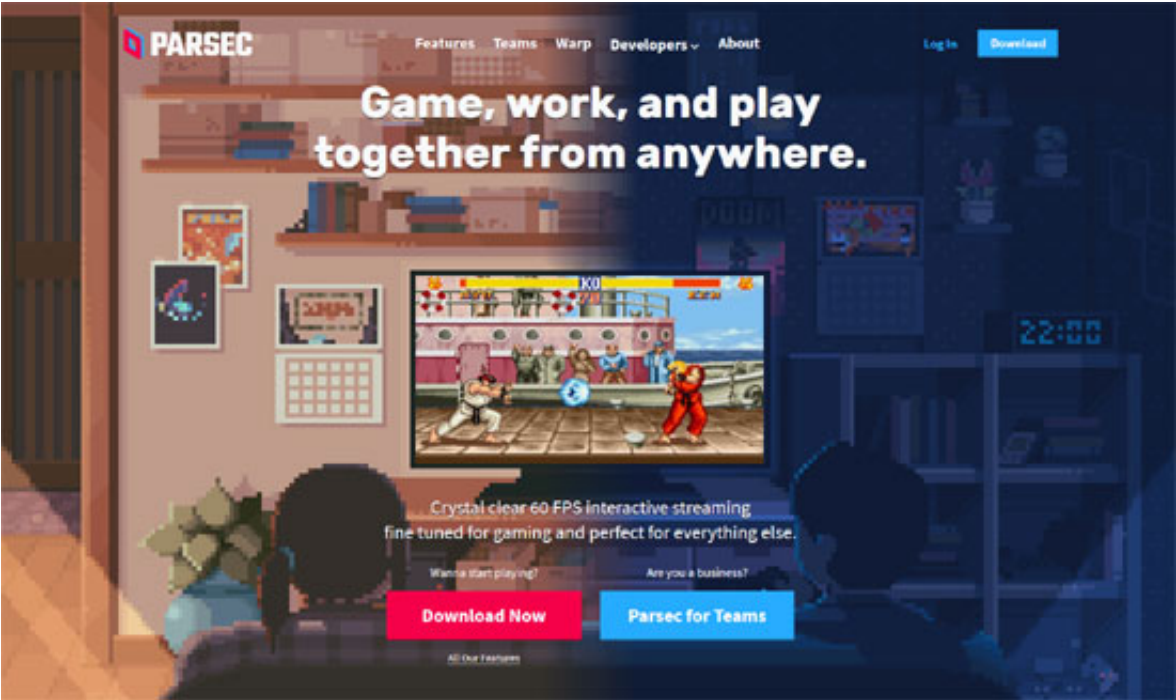 PARSEC
Features Teams Warp Developers About
Log In Download
Game, work, and play
together from anywhere.
DOOM
KO
22:00
Crystal clear 60 FPS interactive streaming
fine tuned for gaming and perfect for everything else.
Wanna start playing? Are you a business?
Download Now Parsec for Teams
All Our Features